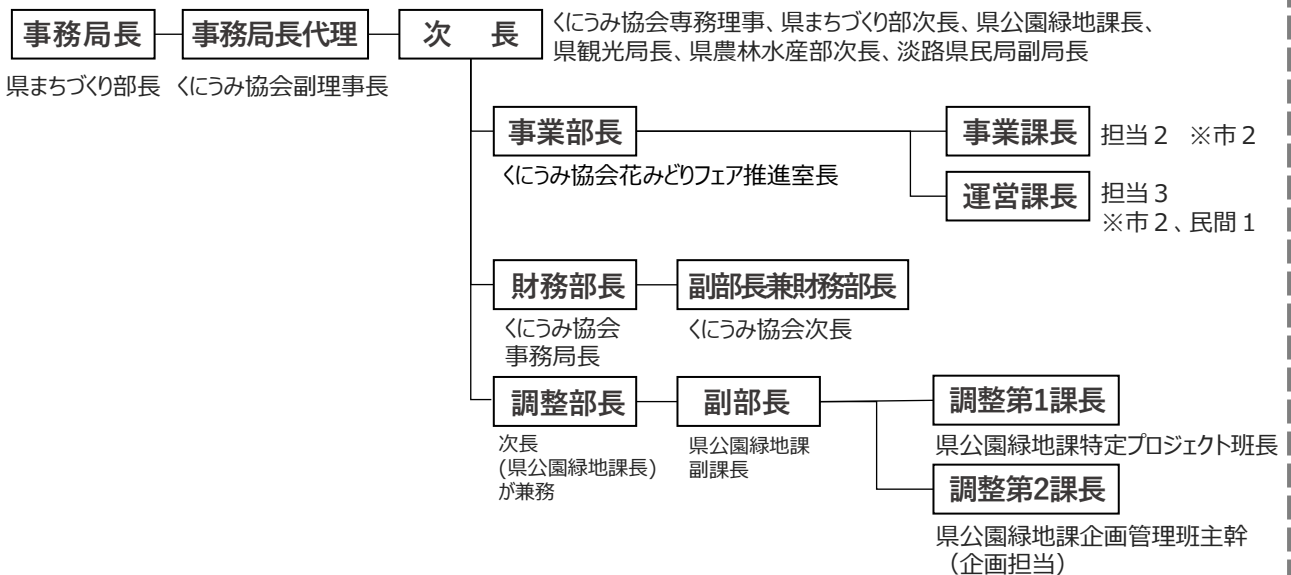 事務局長 事務局長代理 次　長 くにうみ協会専務理事、県まちづくり部次長、県公園緑地課長、
県観光局長、県農林水産部次長、淡路県民局副局長
県まちづくり部長 くにうみ協会副理事長
事業部長 事業課長 担当２　※市２
くにうみ協会花みどりフェア推進室長
運営課長 担当３
※市２、民間１
財務部長 副部長兼財務部長
くにうみ協会 くにうみ協会次長
事務局長
調整部長 副部長 調整第1課長
次長 県公園緑地課 県公園緑地課特定プロジェクト班長
(県公園緑地課長) 副課長
が兼務
調整第2課長
県公園緑地課企画管理班主幹
（企画担当）